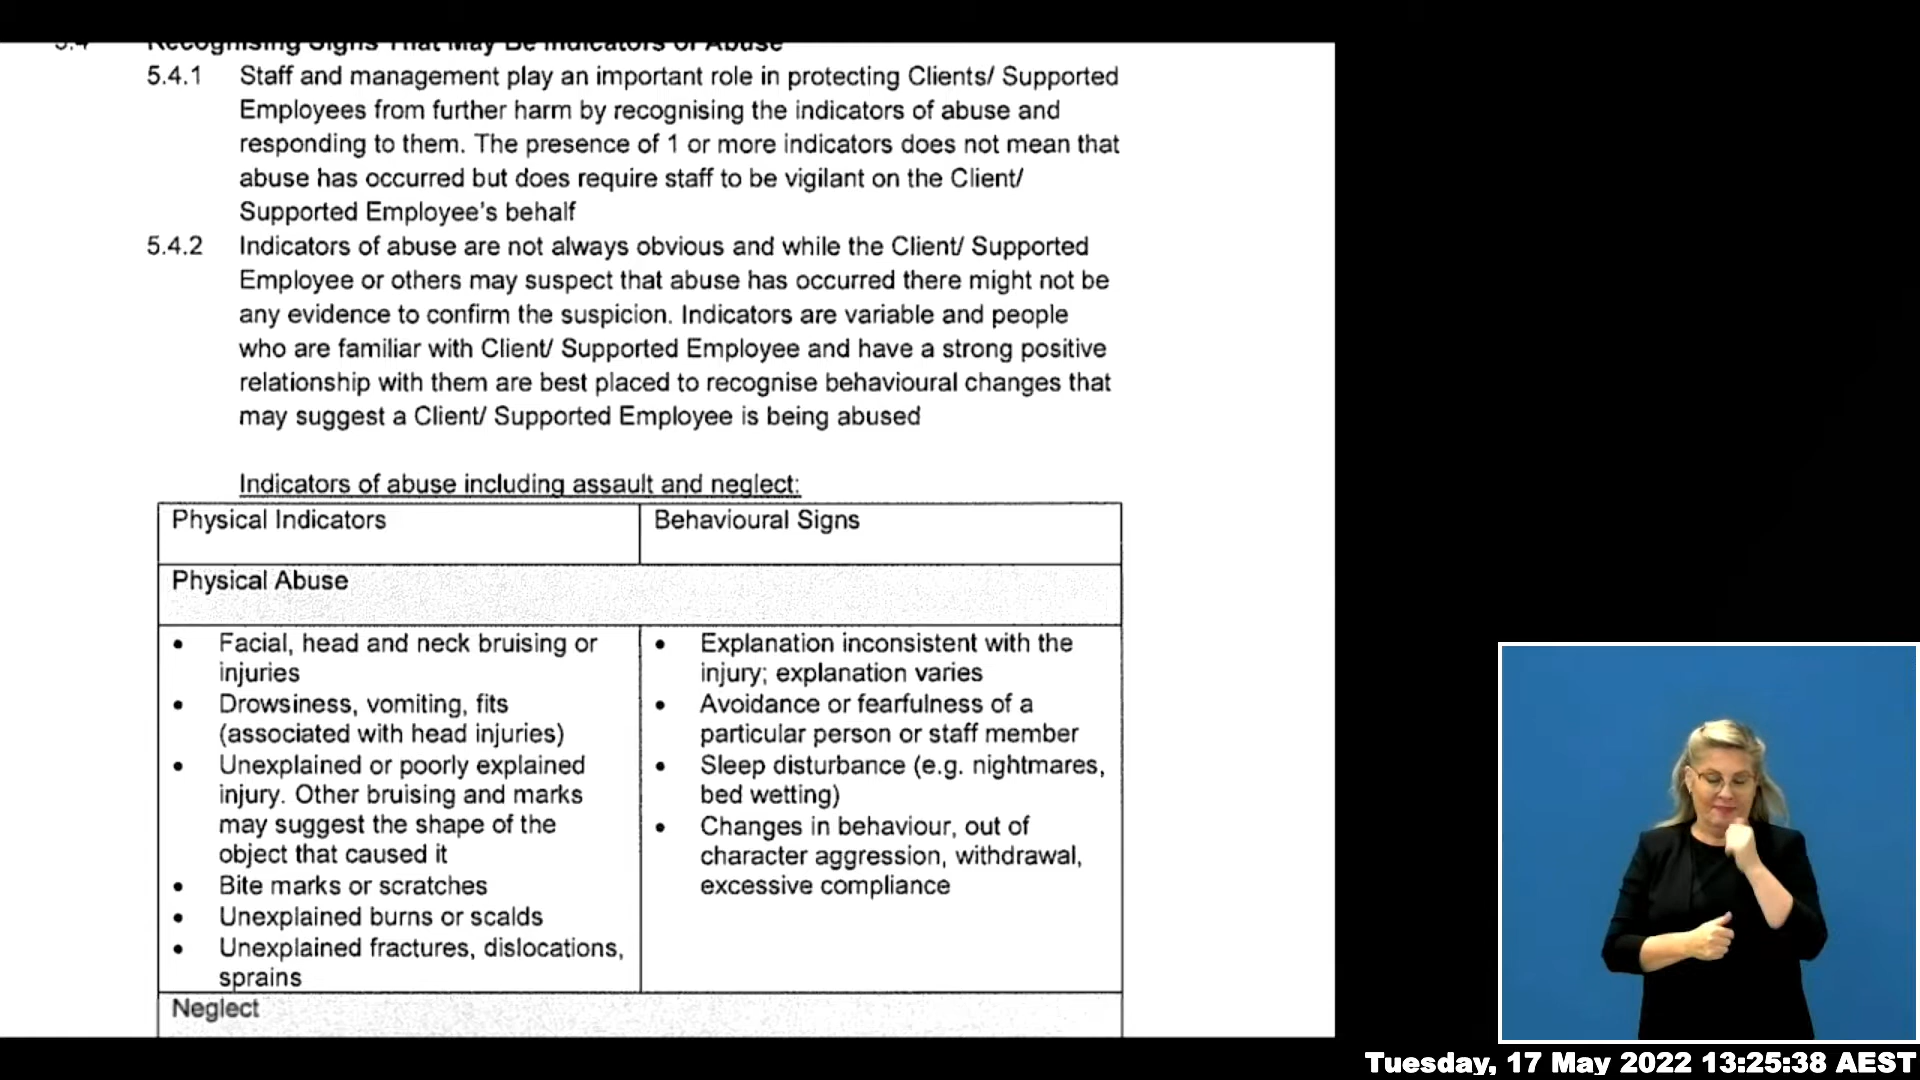 5.4 Recognising Signs That May Be Indicators of Abuse
5.4.1 Staff and management play an important role in protecting Clients/ Supported
Employees from further harm by recognising the indicators of abuse and
responding to them. The presence of 1 or more indicators does not mean that
abuse has occurred but does require staff to be vigilant on the Client/
Supported Employee's behalf
5.4.2 Indicators of abuse are not always obvious and while the Client/ Supported
Employee or others may suspect that abuse has occurred there might not be
any evidence to confirm the suspicion. Indicators are variable and people
who are familiar with Client/ Supported Employee and have a strong positive
relationship with them are best placed to recognise behavioural changes that
may suggest a Client/ Supported Employee is being abused
Indicators of abuse including assault and neglect:
Physical Indicators
Behavioural Signs
Physical Abuse
• Facial, head and neck bruising or
injuries
• Drowsiness, vomiting, fits
(associated with head injuries)
• Unexplained or poorly explained
injury. Other bruising and marks
may suggest the shape of the
object that caused it
• Bite marks or scratches
• Unexplained burns or scalds
• Unexplained fractures, dislocations,
sprains
• Explanation inconsistent with the
injury; explanation varies
• Avoidance or fearfulness of a
particular person or staff member
• Sleep disturbance (e.g. nightmares,
bed wetting)
• Changes in behaviour, out of
character aggression, withdrawal,
excessive compliance
Neglect
Tuesday, 17 May 2022 13:25:38 AEST